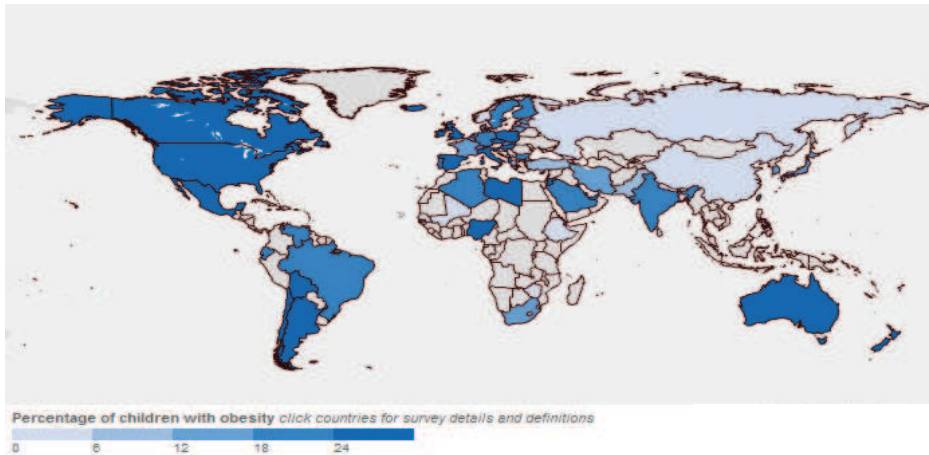 Percentage of children with obesity click countries for survey details and definitions
0 6 12 18 24